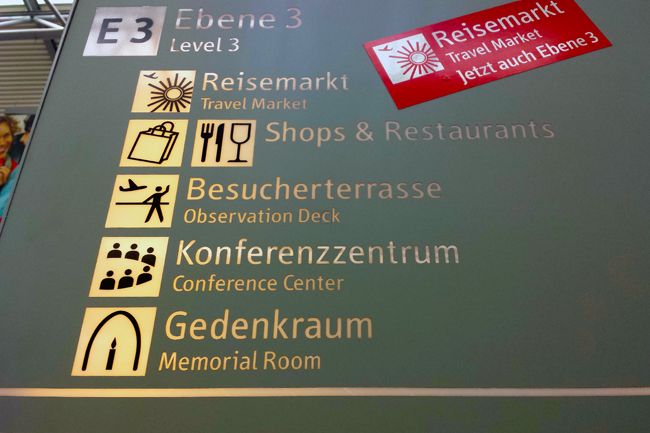 E 3
Ebene 3
Level 3
Reisemarkt
Travel Market
Jetzt auch Ebene 3
Reisemarkt
Travel Market
Shops & Restaurants
Besucherterrasse
Observation Deck
Konferenzzentrum
Conference Center
Gedenkraum
Memorial Room